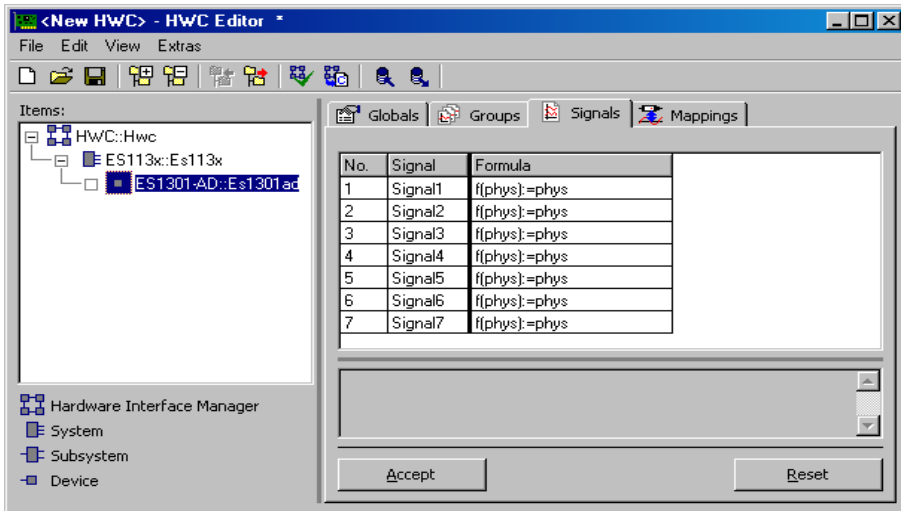 <New HWC> - HWC Editor *
File Edit View Extras
Items:
HWC::Hwc
ES113x::Es113x
ES1301-AD::Es1301ad
Hardware Interface Manager
System
Subsystem
Device
Globals Groups Signals Mappings
No. Signal Formula
1 Signal1 f(phys):=phys
2 Signal2 f(phys):=phys
3 Signal3 f(phys):=phys
4 Signal4 f(phys):=phys
5 Signal5 f(phys):=phys
6 Signal6 f(phys):=phys
7 Signal7 f(phys):=phys
Accept Reset